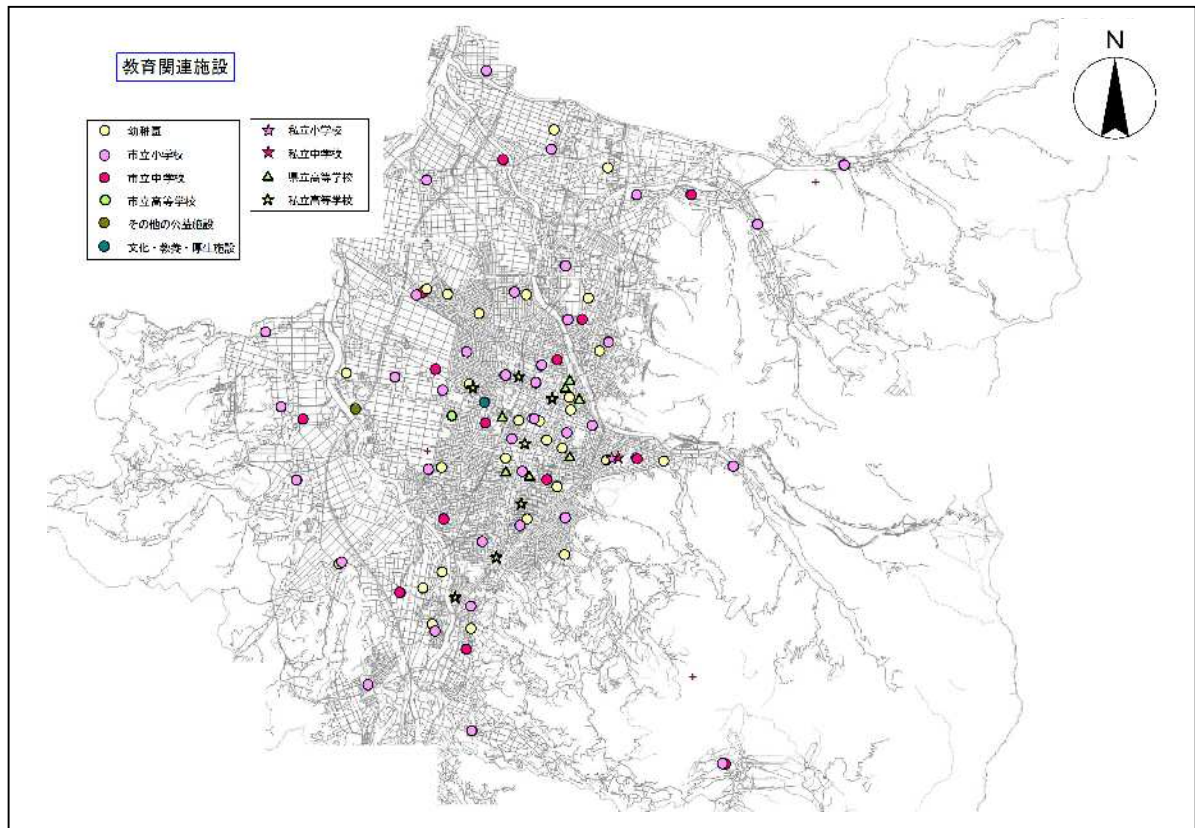 教育関連施設
N
幼稚園
市立小学校
市立中学校
市立高等学校
その他の公益施設
文化・教養・厚生施設
私立小学校
私立中学校
県立高等学校
私立高等学校